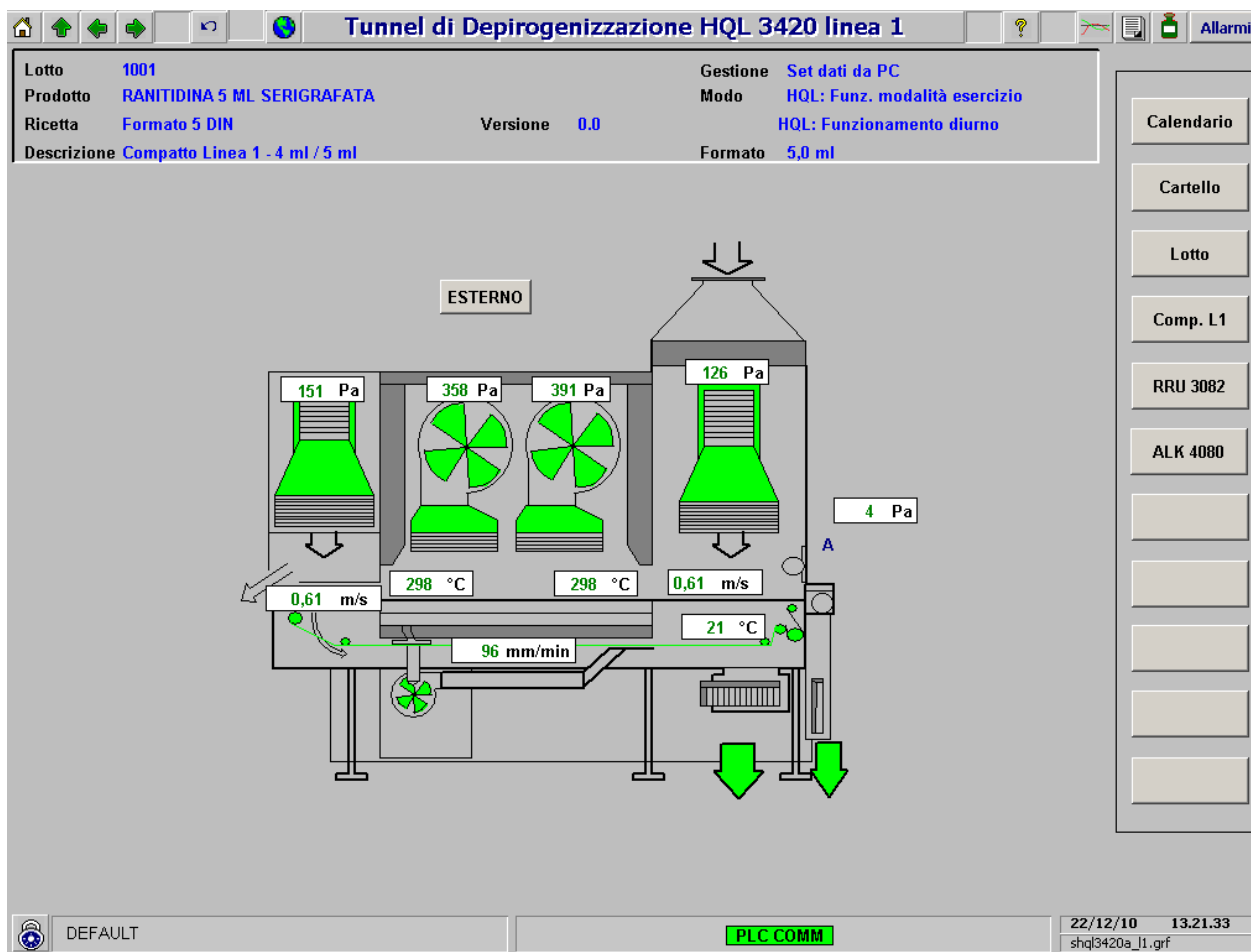 Tunnel di Depirogenizzazione HQL 3420 linea 1
?
Allarmi
Lotto 1001
Gestione Set dati da PC
Prodotto RANITIDINA 5 ML SERIGRAFATA
Modo HQL: Funz. modalità esercizio
Ricetta Formato 5 DIN Versione 0.0
HQL: Funzionamento diurno
Descrizione Compatto Linea 1 - 4 ml / 5 ml
Formato 5,0 ml
Calendario
Cartello
Lotto
Comp. L1
RRU 3082
ALK 4080
ESTERNO
126 Pa
151 Pa
358 Pa
391 Pa
4 Pa
A
298 °C
298 °C
0,61 m/s
0,61 m/s
21 °C
96 mm/min
DEFAULT
PLC COMM
22/12/10 13.21.33
shql3420a_l1.grf